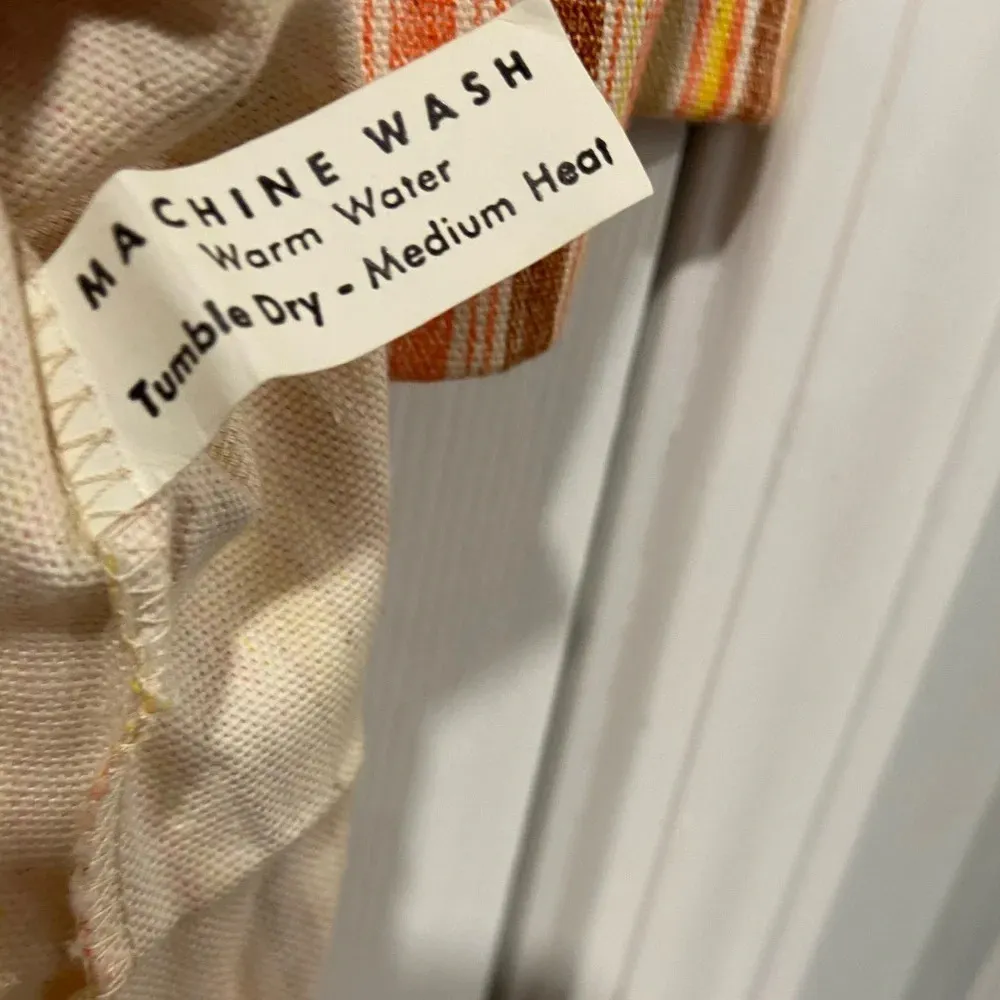 MACHINE WASH
Warm Water
Tumble Dry - Medium Heat